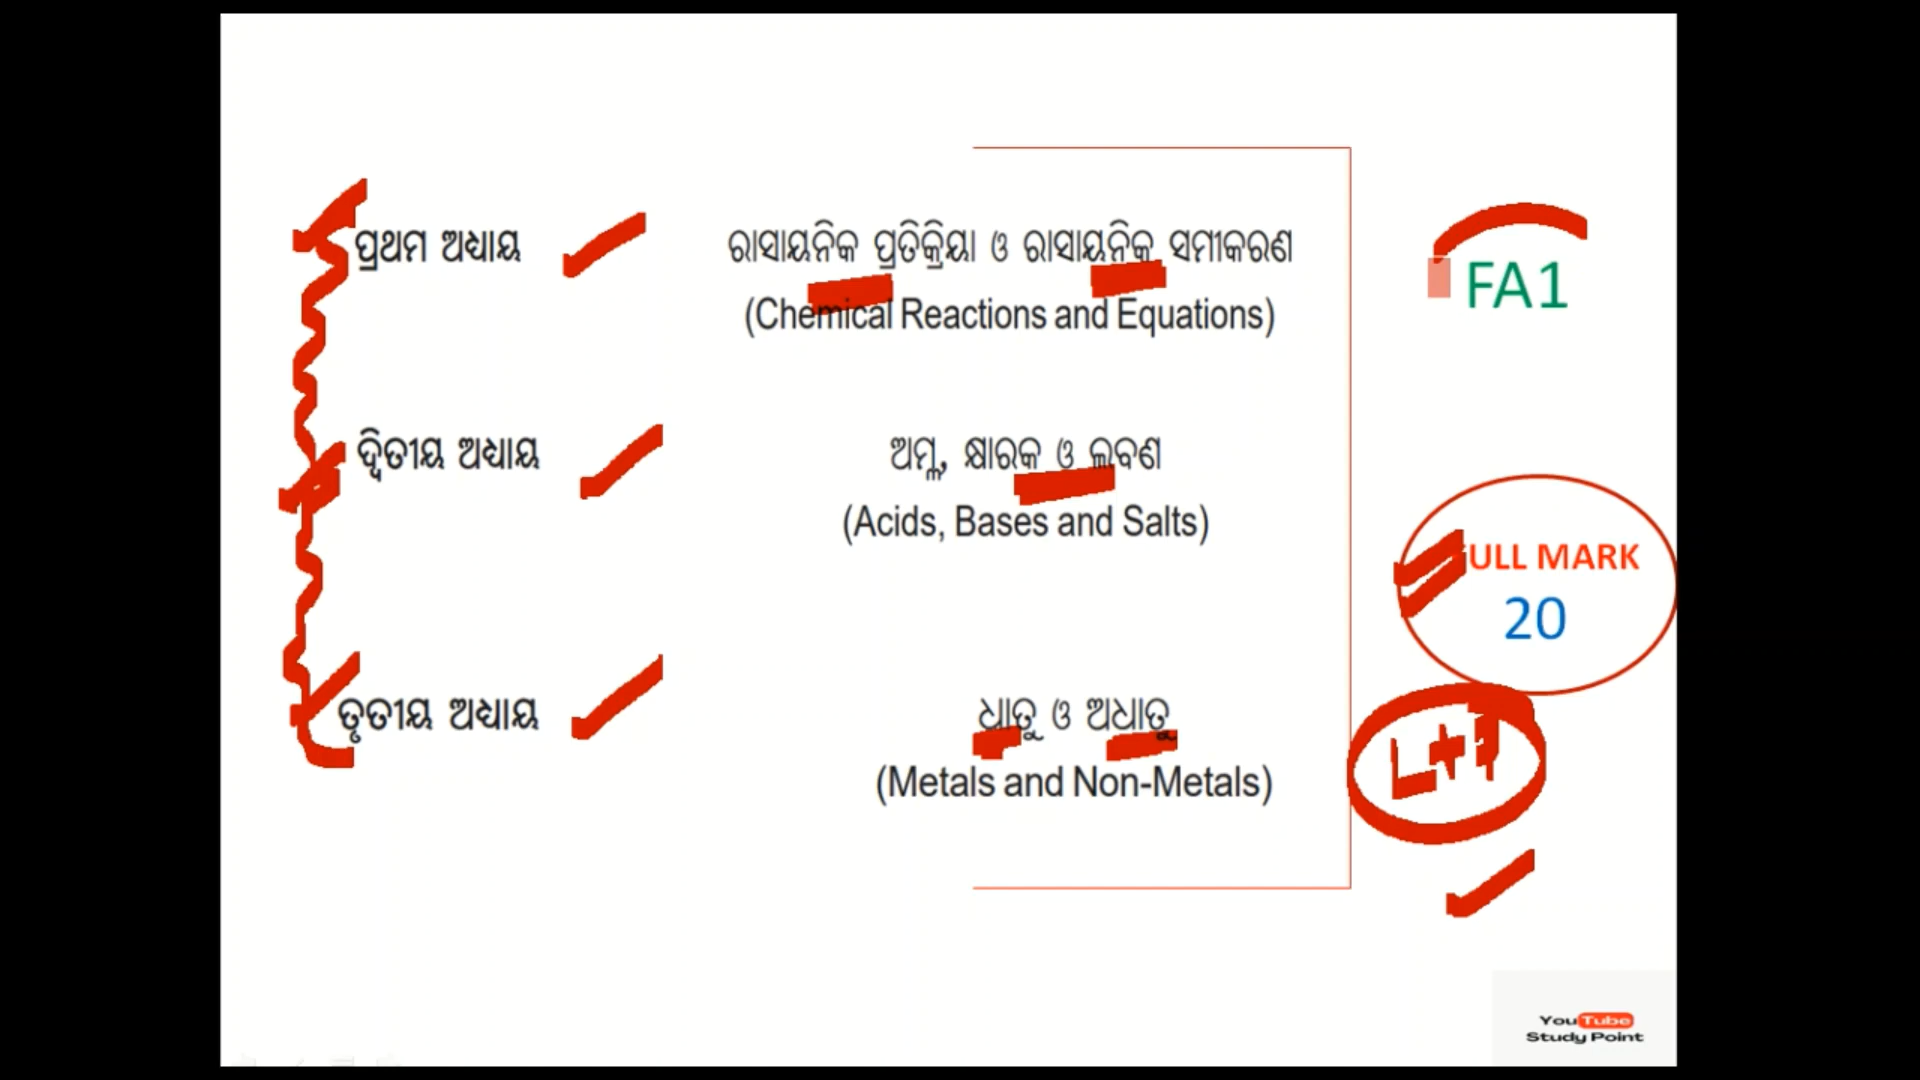 ପ୍ରଥମ ଅଧ୍ୟାୟ
ରାସାୟନିକ ପ୍ରତିକ୍ରିୟା ଓ ରାସାୟନିକ ସମୀକରଣ
(Chemical Reactions and Equations)
FA1
ଦ୍ୱିତୀୟ ଅଧ୍ୟାୟ
ଅମ୍ଳ, କ୍ଷାରକ ଓ ଲବଣ
(Acids, Bases and Salts)
FULL MARK
20
ତୃତୀୟ ଅଧ୍ୟାୟ
ଧାତୁ ଓ ଅଧାତୁ
(Metals and Non-Metals)
YouTube
Study Point